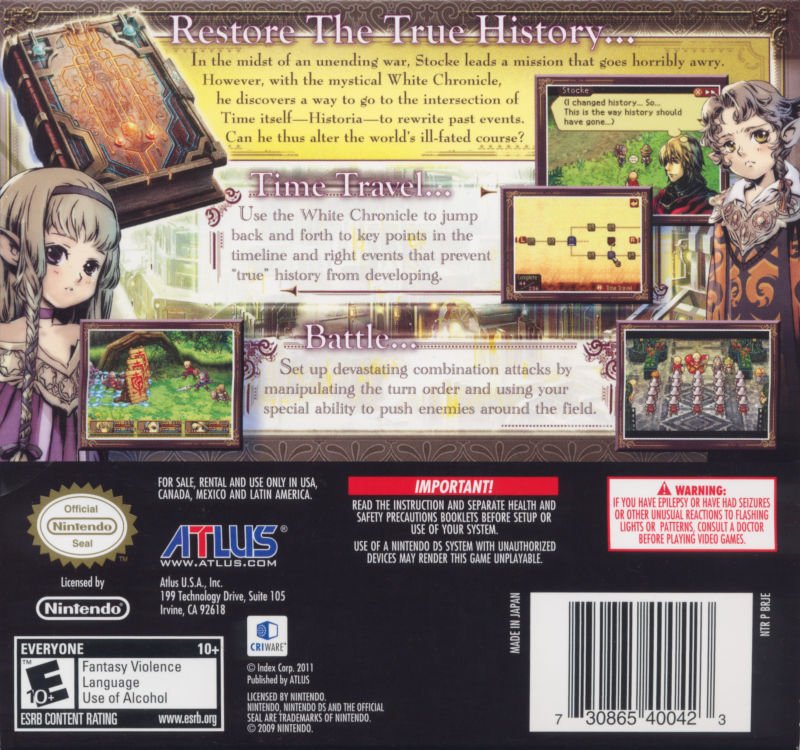 Restore The True History...
In the midst of an unending war, Stocke leads a mission that goes horribly awry.
However, with the mystical White Chronicle,
he discovers a way to go to the intersection of
Time itself—Historia—to rewrite past events.
Can he thus alter the world's ill-fated course?
Stocke
(I changed history... So...
This is the way history should
have gone...)
Time Travel...
Use the White Chronicle to jump
back and forth to key points in the
timeline and right events that prevent
"true" history from developing.
L
R
Complete
Time Travel
Battle...
Set up devastating combination attacks by
manipulating the turn order and using your
special ability to push enemies around the field.
Official
Nintendo
Seal
TM
Licensed by
Nintendo®
FOR SALE, RENTAL AND USE ONLY IN USA,
CANADA, MEXICO AND LATIN AMERICA.
ATLUS®
WWW.ATLUS.COM
Atlus U.S.A., Inc.
199 Technology Drive, Suite 105
Irvine, CA 92618
IMPORTANT!
READ THE INSTRUCTION AND SEPARATE HEALTH AND
SAFETY PRECAUTIONS BOOKLETS BEFORE SETUP OR
USE OF YOUR SYSTEM.
USE OF A NINTENDO DS SYSTEM WITH UNAUTHORIZED
DEVICES MAY RENDER THIS GAME UNPLAYABLE.
WARNING:
IF YOU HAVE EPILEPSY OR HAVE HAD SEIZURES
OR OTHER UNUSUAL REACTIONS TO FLASHING
LIGHTS OR PATTERNS, CONSULT A DOCTOR
BEFORE PLAYING VIDEO GAMES.
EVERYONE 10+
TM
E
10+
Fantasy Violence
Language
Use of Alcohol
ESRB CONTENT RATING www.esrb.org
CRIWARE™
© Index Corp. 2011
Published by ATLUS
LICENSED BY NINTENDO.
NINTENDO, NINTENDO DS AND THE OFFICIAL
SEAL ARE TRADEMARKS OF NINTENDO.
© 2009 NINTENDO.
MADE IN JAPAN
7 30865 40042 3
NTR P BRJE